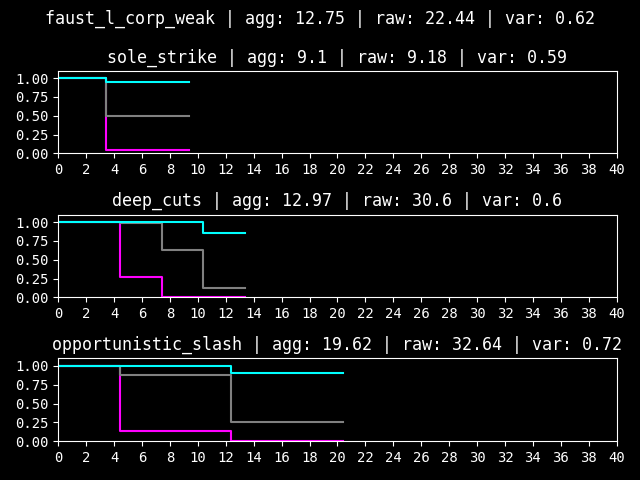 faust_l_corp_weak | agg: 12.75 | raw: 22.44 | var: 0.62
sole_strike | agg: 9.1 | raw: 9.18 | var: 0.59
1.00
0.75
0.50
0.25
0.00
0 2 4 6 8 10 12 14 16 18 20 22 24 26 28 30 32 34 36 38 40
deep_cuts | agg: 12.97 | raw: 30.6 | var: 0.6
1.00
0.75
0.50
0.25
0.00
0 2 4 6 8 10 12 14 16 18 20 22 24 26 28 30 32 34 36 38 40
opportunistic_slash | agg: 19.62 | raw: 32.64 | var: 0.72
1.00
0.75
0.50
0.25
0.00
0 2 4 6 8 10 12 14 16 18 20 22 24 26 28 30 32 34 36 38 40